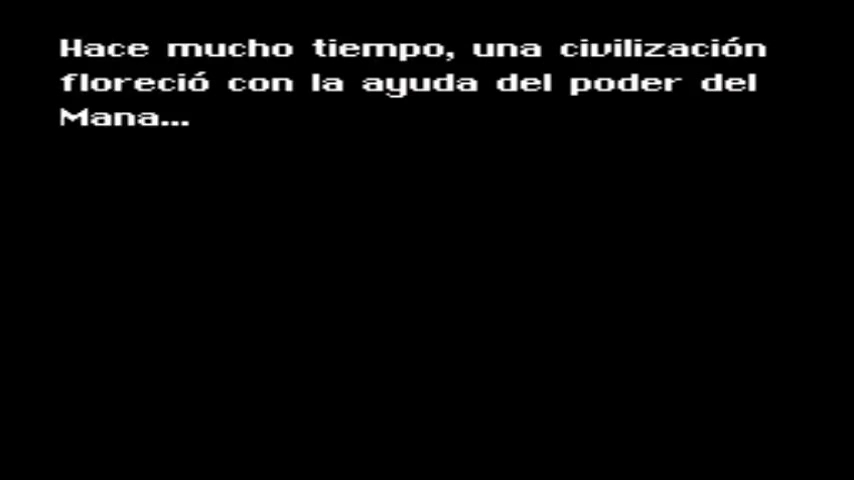 Hace mucho tiempo, una civilización
floreció con la ayuda del poder del
Mana...